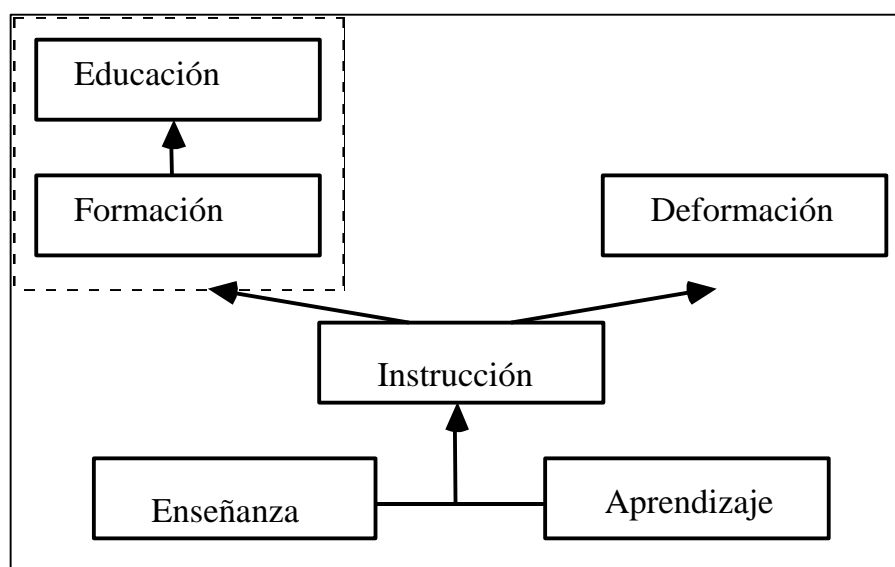 Educación
Formación
Deformación
Instrucción
Enseñanza
Aprendizaje